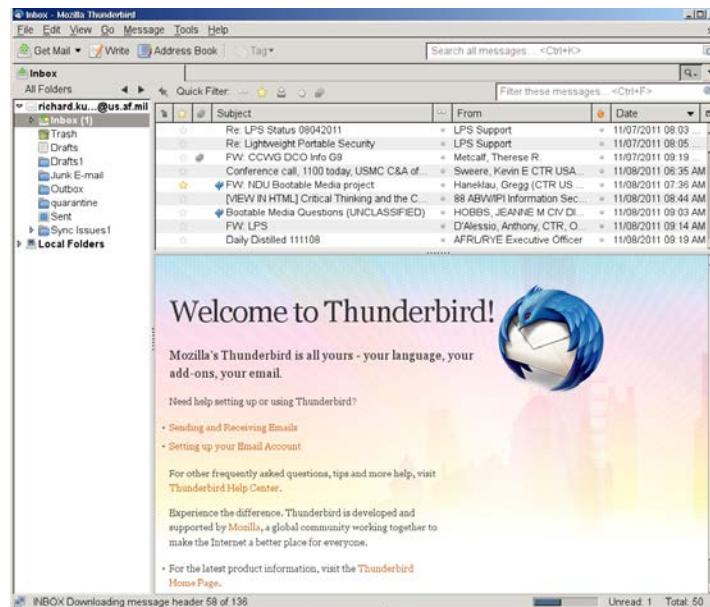 Inbox - Mozilla Thunderbird
File Edit View Go Message Tools Help
Get Mail Write Address Book Tag Search all messages... <Ctrl+K>
Inbox
All Folders Quick Filter: Filter these messages... <Ctrl+F>
richard.ku...@us.af.mil Subject From Date
Inbox (1) Re: LPS Status 08042011 LPS Support 11/07/2011 08:03 ...
Trash Re: Lightweight Portable Security LPS Support 11/07/2011 08:05 ...
Drafts FW: CCWG DCO Info G9 Metcalf, Therese R. 11/07/2011 09:19 ...
Drafts1 Conference call, 1100 today, USMC C&A of... Sweere, Kevin E CTR USA... 11/08/2011 06:35 AM
Junk E-mail FW: NDU Bootable Media project Haneklau, Gregg (CTR US ... 11/08/2011 07:36 AM
Outbox [VIEW IN HTML] Critical Thinking and the C... 88 ABW/IPI Information Sec... 11/08/2011 08:44 AM
quarantine Bootable Media Questions (UNCLASSIFIED) HOBBS, JEANNE M CIV DI... 11/08/2011 09:03 AM
Sent FW: LPS D'Alessio, Anthony, CTR, O... 11/08/2011 09:14 AM
Sync Issues1 Daily Distilled 111108 AFRL/RYE Executive Officer 11/08/2011 09:19 AM
Local Folders
Welcome to Thunderbird!
Mozilla's Thunderbird is all yours - your language, your
add-ons, your email.
Need help setting up or using Thunderbird?
• Sending and Receiving Emails
• Setting up your Email Account
For other frequently asked questions, tips and more help, visit
Thunderbird Help Center.
Experience the difference. Thunderbird is developed and
supported by Mozilla, a global community working together to
make the Internet a better place for everyone.
• For the latest product information, visit the Thunderbird
Home Page.
INBOX Downloading message header 58 of 136 Unread: 1 Total: 50